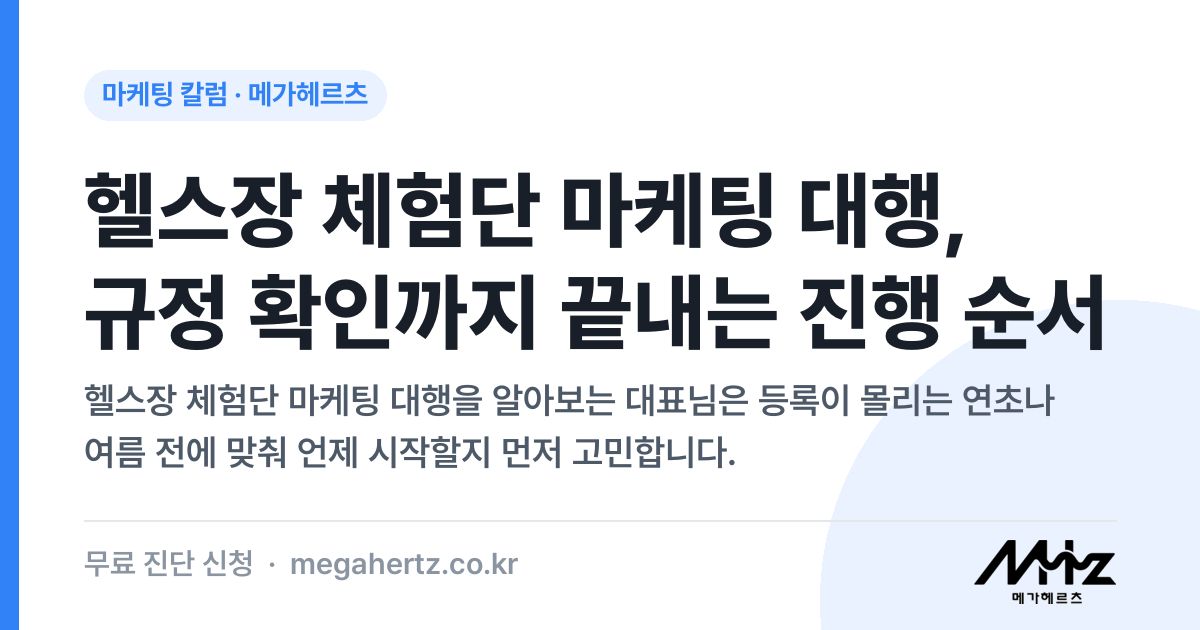 마케팅 칼럼 · 메가헤르츠
헬스장 체험단 마케팅 대행,
규정 확인까지 끝내는 진행 순서
헬스장 체험단 마케팅 대행을 알아보는 대표님은 등록이 몰리는 연초나
여름 전에 맞춰 언제 시작할지 먼저 고민합니다.
무료 진단 신청 · megahertz.co.kr
MHz
메가헤르츠